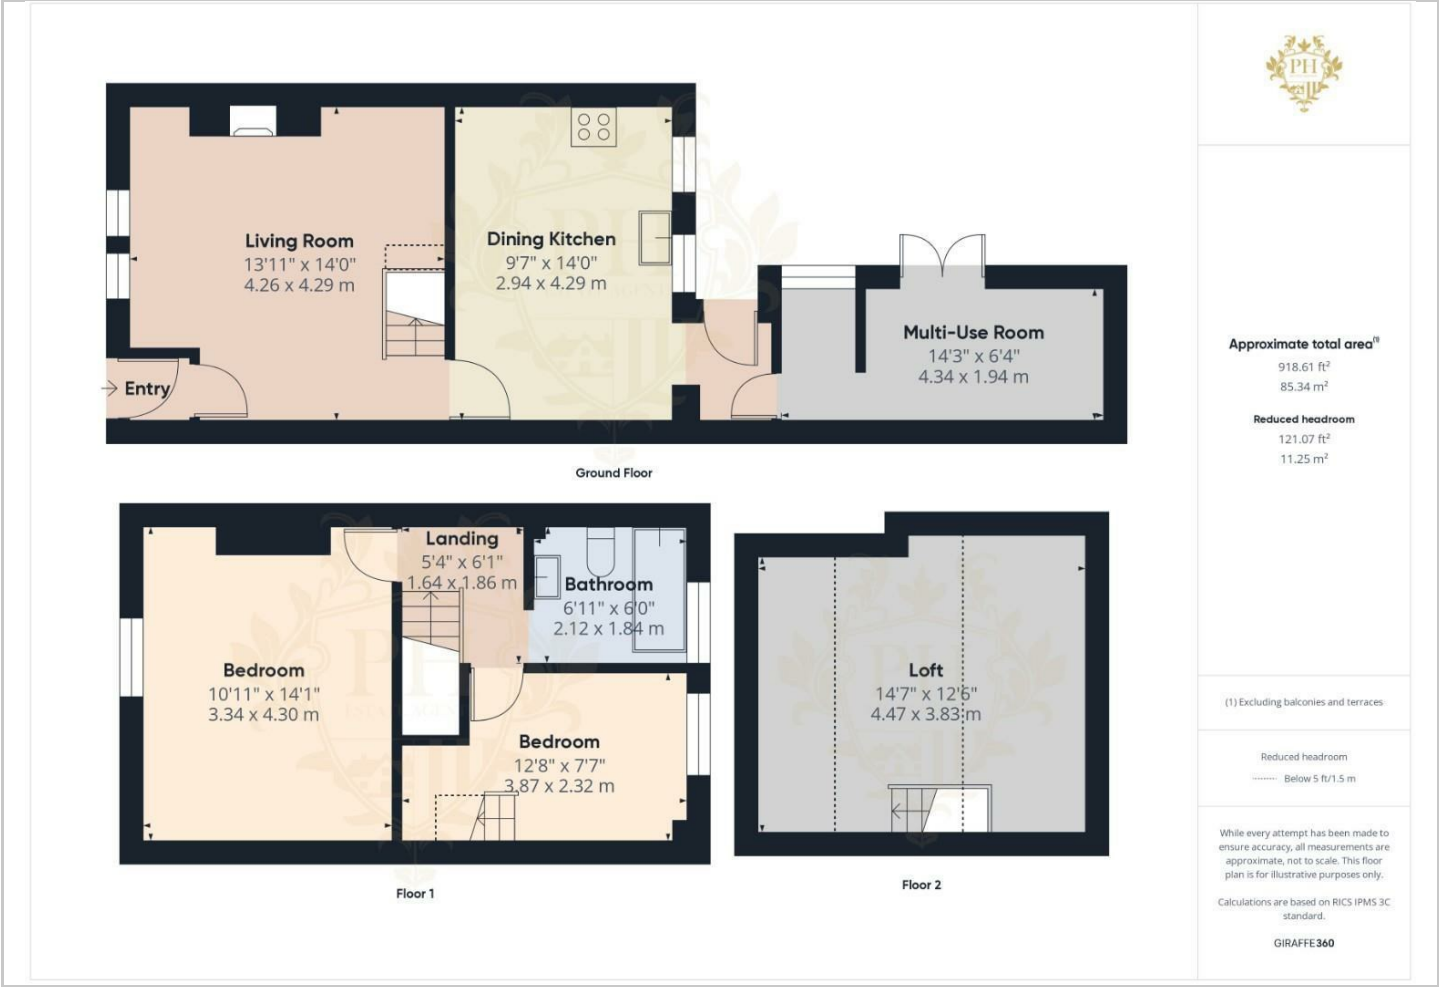 PH
Living Room
13'11" x 14'0"
4.26 x 4.29 m
Dining Kitchen
9'7" x 14'0"
2.94 x 4.29 m
Multi-Use Room
14'3" x 6'4"
4.34 x 1.94 m
Entry
Ground Floor
Landing
5'4" x 6'1"
1.64 x 1.86 m
Bathroom
6'11" x 6'0"
2.12 x 1.84 m
Bedroom
10'11" x 14'1"
3.34 x 4.30 m
Bedroom
12'8" x 7'7"
3.87 x 2.32 m
Floor 1
Loft
14'7" x 12'6"
4.47 x 3.83 m
Floor 2
Approximate total area⁽¹⁾
918.61 ft²
85.34 m²
Reduced headroom
121.07 ft²
11.25 m²
(1) Excluding balconies and terraces
Reduced headroom
Below 5 ft/1.5 m
While every attempt has been made to
ensure accuracy, all measurements are
approximate, not to scale. This floor
plan is for illustrative purposes only.
Calculations are based on RICS IPMS 3C
standard.
GIRAFFE360